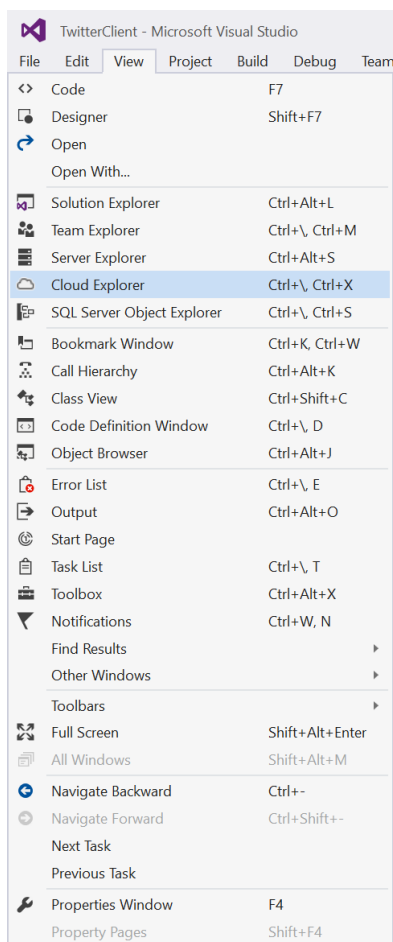 TwitterClient - Microsoft Visual Studio
File Edit View Project Build Debug Team
Code F7
Designer Shift+F7
Open
Open With...
Solution Explorer Ctrl+Alt+L
Team Explorer Ctrl+\, Ctrl+M
Server Explorer Ctrl+Alt+S
Cloud Explorer Ctrl+\, Ctrl+X
SQL Server Object Explorer Ctrl+\, Ctrl+S
Bookmark Window Ctrl+K, Ctrl+W
Call Hierarchy Ctrl+Alt+K
Class View Ctrl+Shift+C
Code Definition Window Ctrl+\, D
Object Browser Ctrl+Alt+J
Error List Ctrl+\, E
Output Ctrl+Alt+O
Start Page
Task List Ctrl+\, T
Toolbox Ctrl+Alt+X
Notifications Ctrl+W, N
Find Results
Other Windows
Toolbars
Full Screen Shift+Alt+Enter
All Windows Shift+Alt+M
Navigate Backward Ctrl+-
Navigate Forward Ctrl+Shift+-
Next Task
Previous Task
Properties Window F4
Property Pages Shift+F4